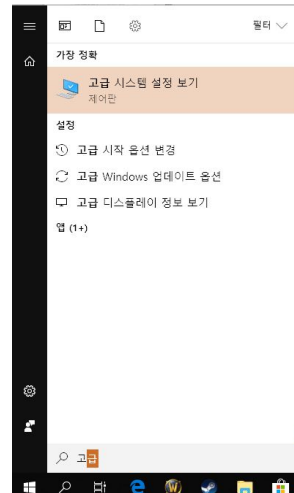 필터
가장 정확
고급 시스템 설정 보기
제어판
설정
고급 시작 옵션 변경
고급 Windows 업데이트 옵션
고급 디스플레이 정보 보기
앱 (1+)
고급